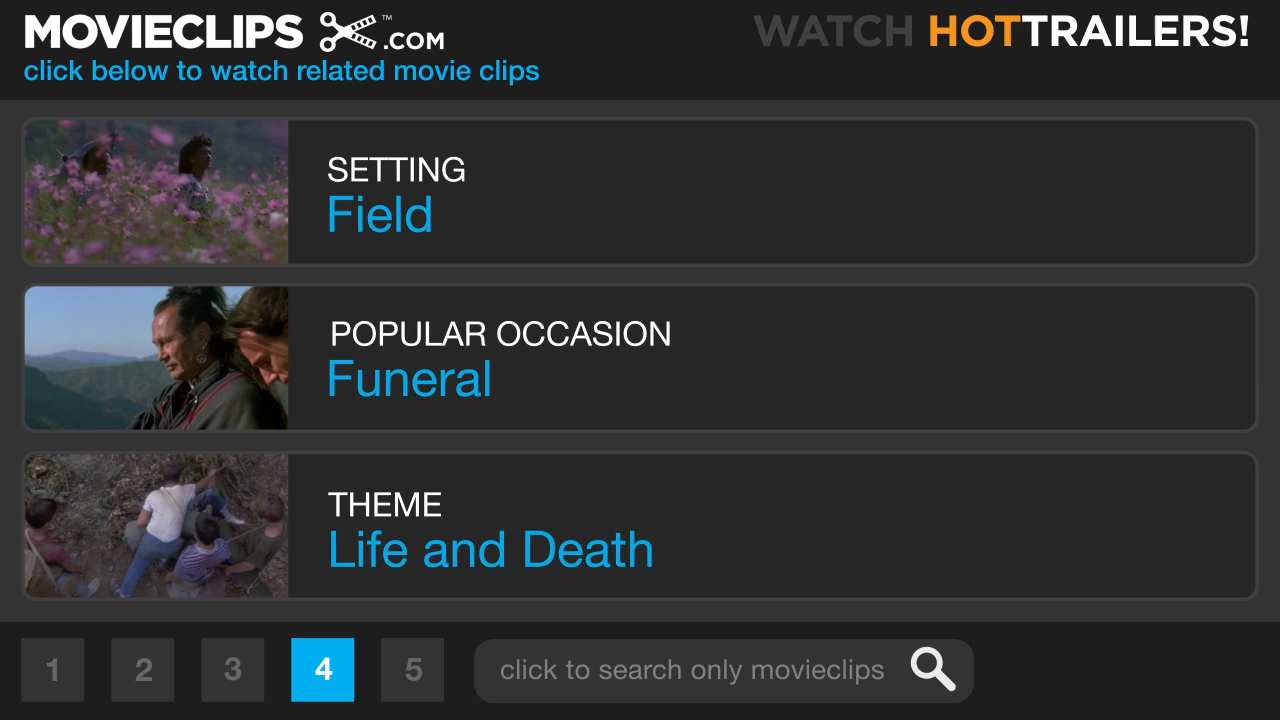 MOVIECLIPS ™ .COM
WATCH HOTTRAILERS!
click below to watch related movie clips
SETTING
Field
POPULAR OCCASION
Funeral
THEME
Life and Death
1 2 3 4 5 click to search only movieclips